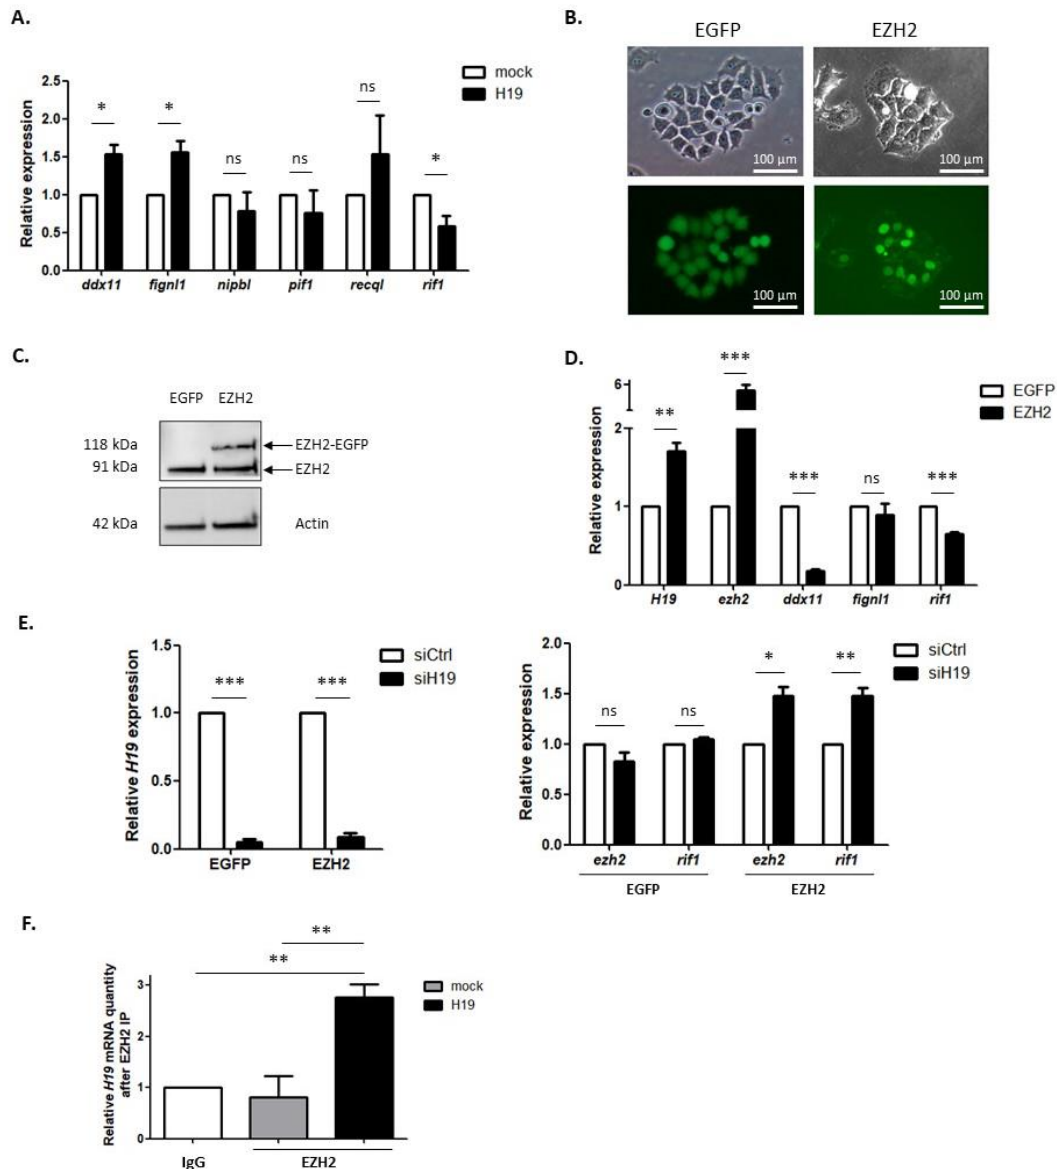 A.
mock
H19
Relative expression
2.5
2.0
1.5
1.0
0.5
0.0
* * ns ns ns *
ddx11 fignl1 nipbl pif1 recql rif1
B.
EGFP EZH2
100 µm 100 µm
100 µm 100 µm
C.
EGFP EZH2
118 kDa EZH2-EGFP
91 kDa EZH2
42 kDa Actin
D.
EGFP
EZH2
Relative expression
6
2
1
0
** *** *** ns ***
H19 ezh2 ddx11 fignl1 rif1
E.
siCtrl
siH19
Relative H19 expression
1.5
1.0
0.5
0.0
*** ***
EGFP EZH2
siCtrl
siH19
Relative expression
2.0
1.5
1.0
0.5
0.0
ns ns * **
ezh2 rif1 ezh2 rif1
EGFP EZH2
F.
mock
H19
Relative H19 mRNA quantity
after EZH2 IP
3
2
1
0
**
**
IgG EZH2